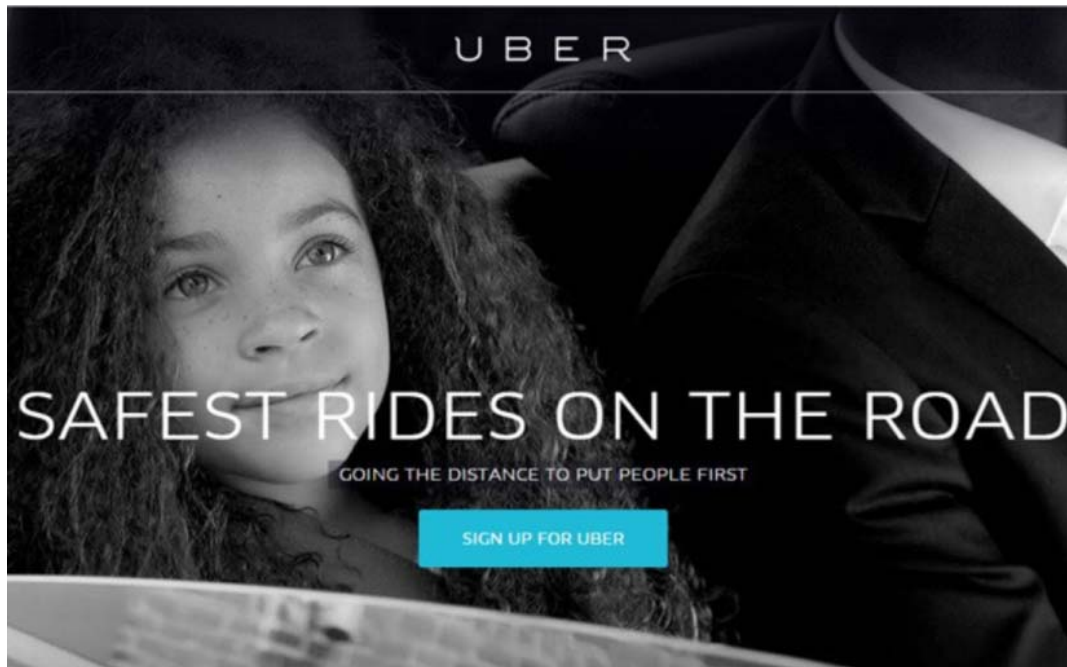 UBER
SAFEST RIDES ON THE ROAD
GOING THE DISTANCE TO PUT PEOPLE FIRST
SIGN UP FOR UBER